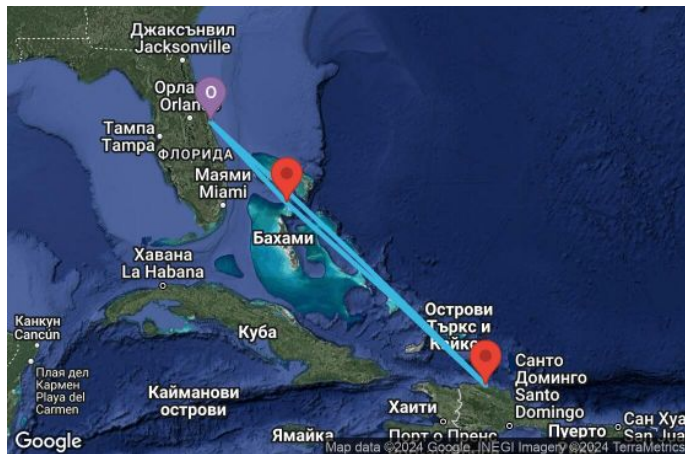 Джаксънвил
Jacksonville
Орла
Orlan
O
Тампа
Tampa
ФЛОРИДА
Маями
Miami
Бахами
Хавана
La Habana
Канкун
Cancún
Куба
Острови
Търкс и
Кайкос
Плая дел
Кармен
Playa del
Carmen
Кайманови
острови
Санто
Доминго
Santo
Domingo
Хаити
Сан Хуа
San Jua
Ямайка
Порт о Пренс
Пуерто
Google
Map data ©2024 Google, INEGI Imagery ©2024 TerraMetrics